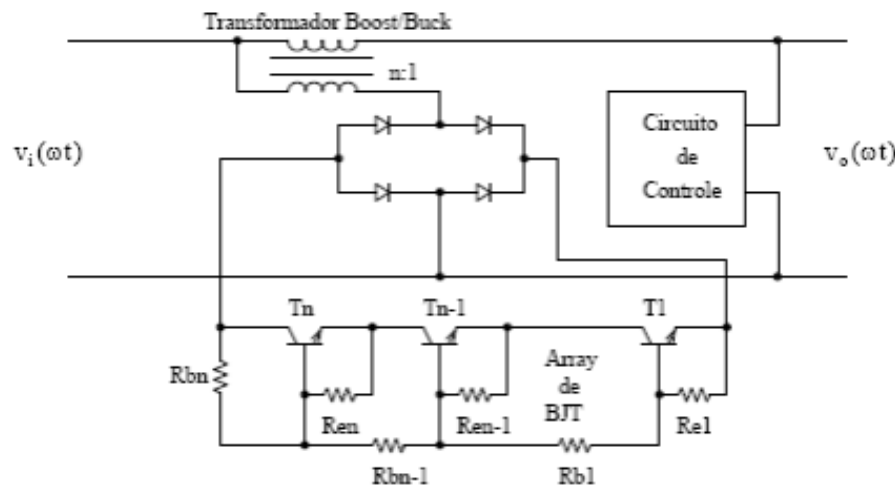 Transformador Boost/Buck
n:1
Circuito
de
Controle
vi(ωt)
vo(ωt)
Tn
Tn-1
T1
Rbn
Array
de
BJT
Ren
Ren-1
Re1
Rbn-1
Rb1